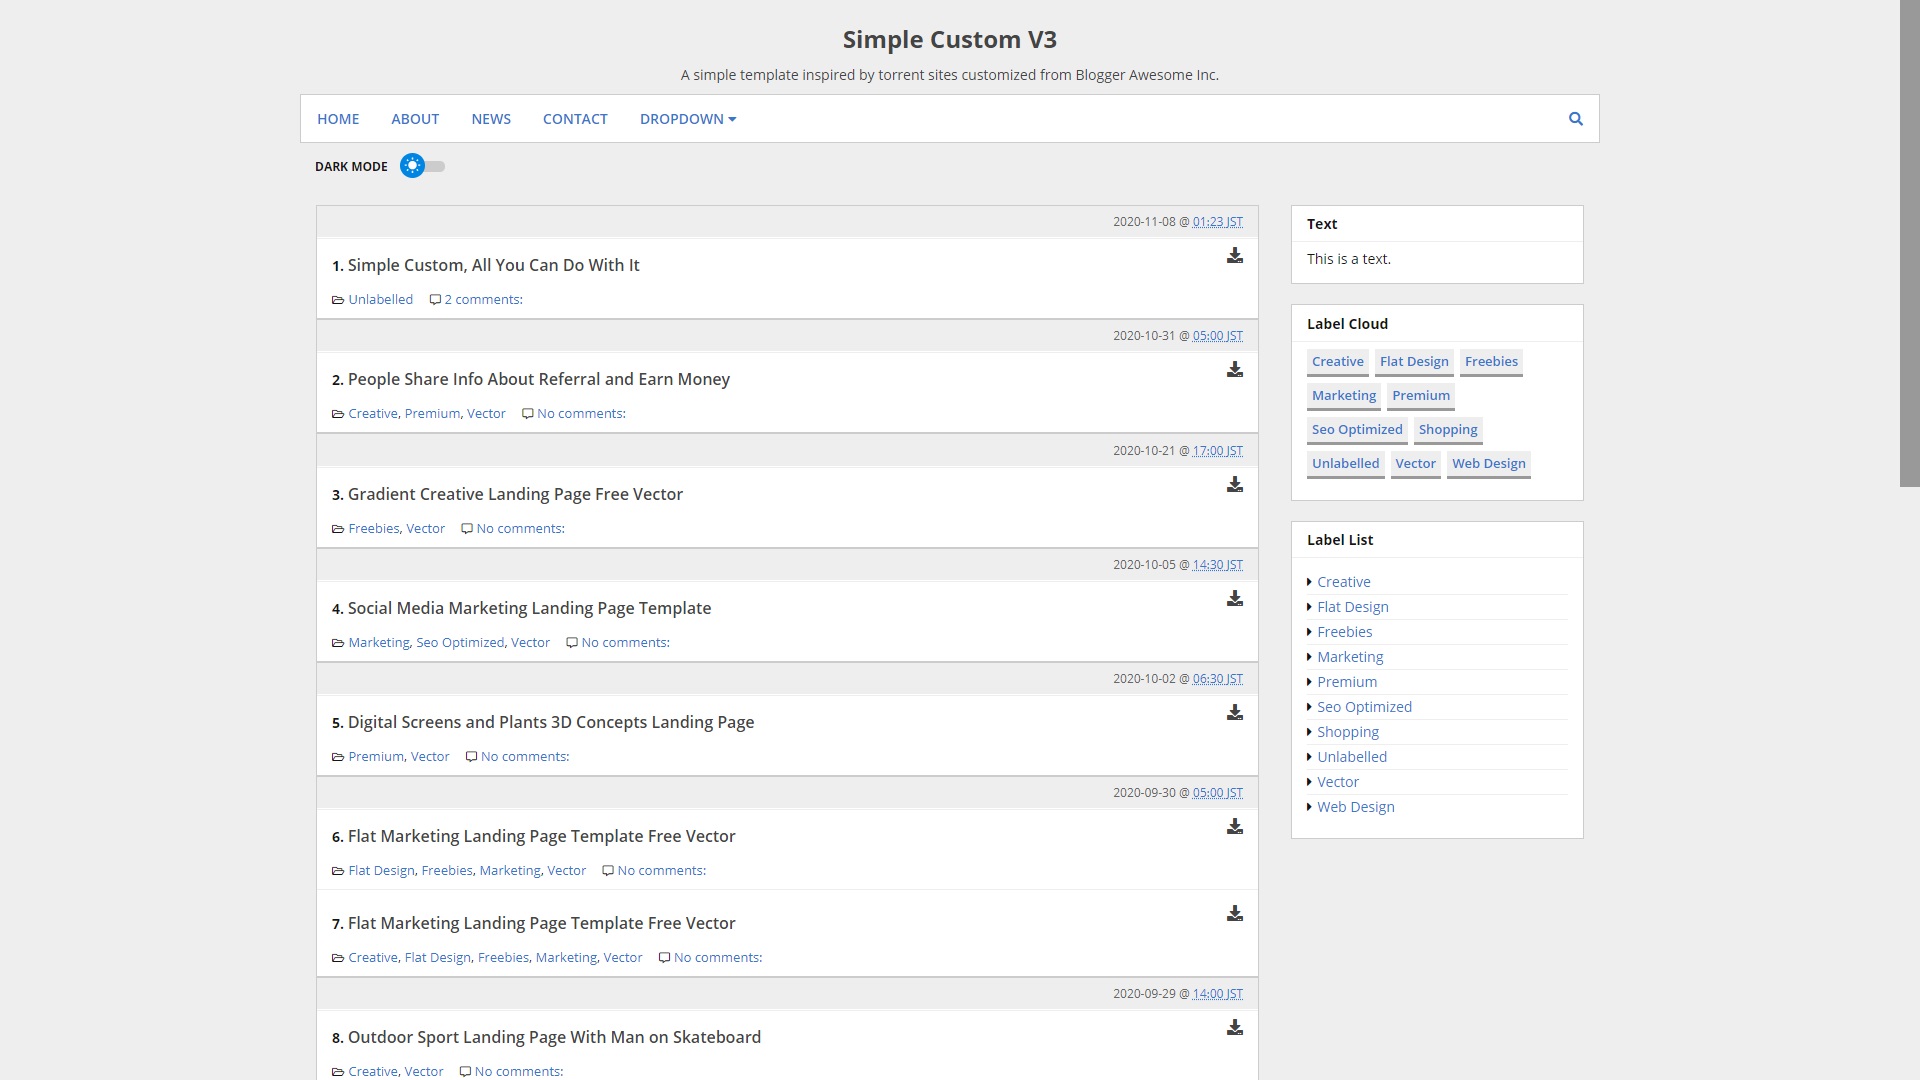 Simple Custom V3
A simple template inspired by torrent sites customized from Blogger Awesome Inc.
HOME ABOUT NEWS CONTACT DROPDOWN
DARK MODE
2020-11-08 @ 01:23 JST
1. Simple Custom, All You Can Do With It
Unlabelled 2 comments:
2020-10-31 @ 05:00 JST
2. People Share Info About Referral and Earn Money
Creative, Premium, Vector No comments:
2020-10-21 @ 17:00 JST
3. Gradient Creative Landing Page Free Vector
Freebies, Vector No comments:
2020-10-05 @ 14:30 JST
4. Social Media Marketing Landing Page Template
Marketing, Seo Optimized, Vector No comments:
2020-10-02 @ 06:30 JST
5. Digital Screens and Plants 3D Concepts Landing Page
Premium, Vector No comments:
2020-09-30 @ 05:00 JST
6. Flat Marketing Landing Page Template Free Vector
Flat Design, Freebies, Marketing, Vector No comments:
7. Flat Marketing Landing Page Template Free Vector
Creative, Flat Design, Freebies, Marketing, Vector No comments:
2020-09-29 @ 14:00 JST
8. Outdoor Sport Landing Page With Man on Skateboard
Creative, Vector No comments:
Text
This is a text.
Label Cloud
Creative Flat Design Freebies
Marketing Premium
Seo Optimized Shopping
Unlabelled Vector Web Design
Label List
Creative
Flat Design
Freebies
Marketing
Premium
Seo Optimized
Shopping
Unlabelled
Vector
Web Design